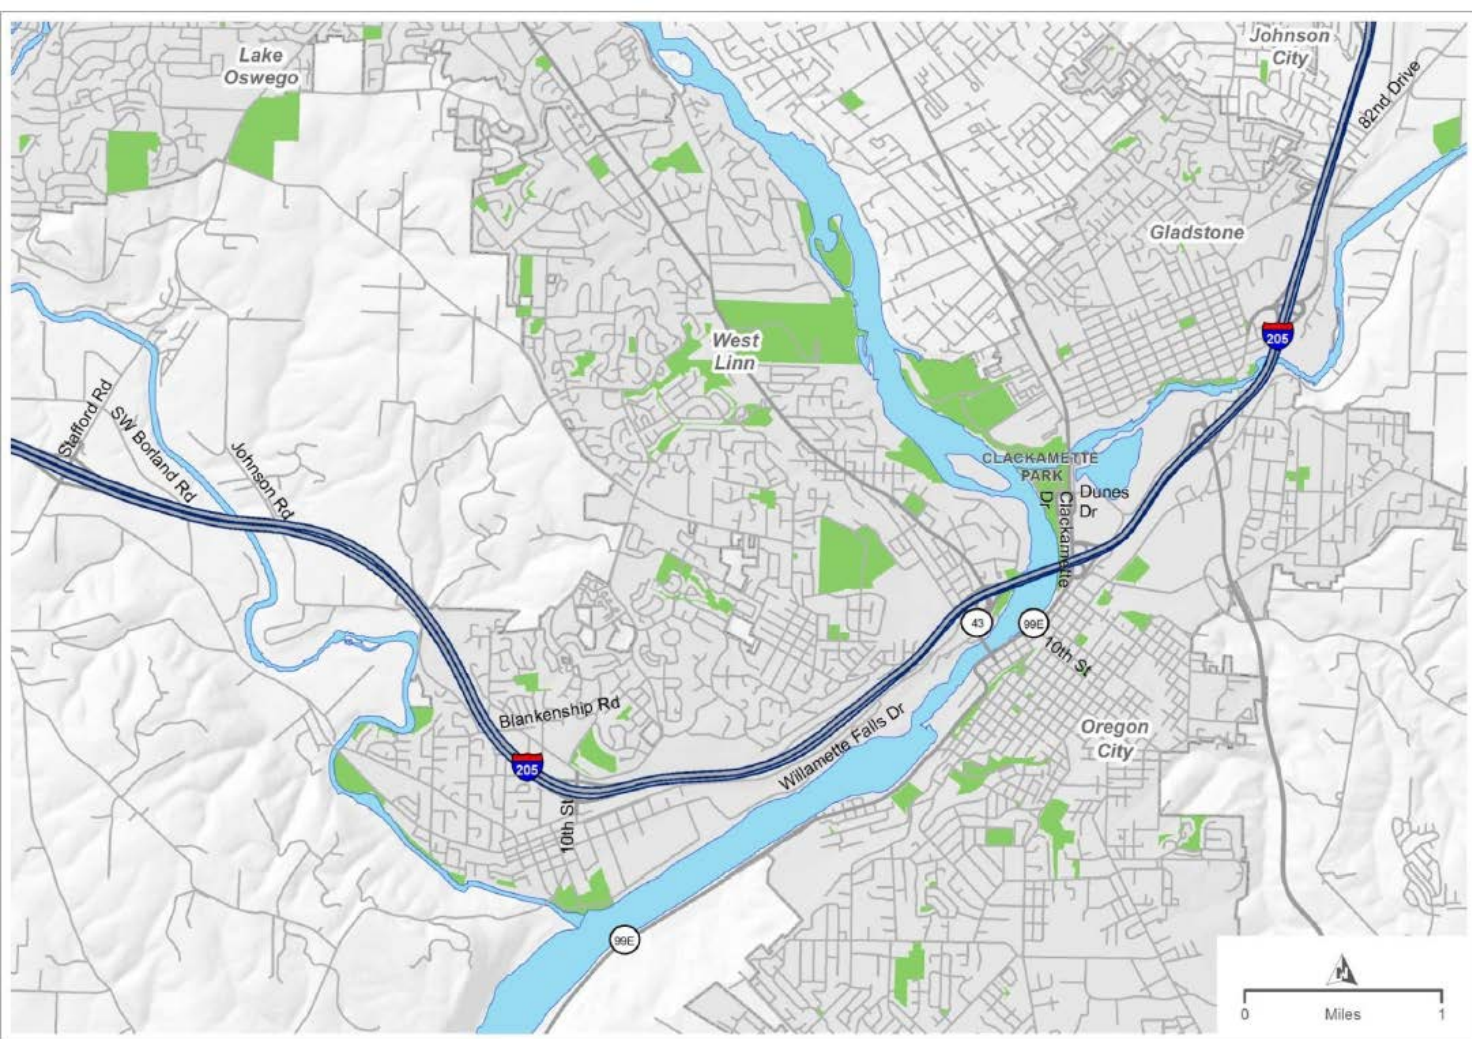 Lake
Oswego
Johnson
City
82nd Drive
Gladstone
205
West
Linn
Stafford Rd
SW Borland Rd
Johnson Rd
CLACKAMETTE
PARK
Dunes
Dr
Clackamette
Dr
43
99E
10th St
Blankenship Rd
Willamette Falls Dr
Oregon
City
205
10th St
99E
N
0
Miles
1